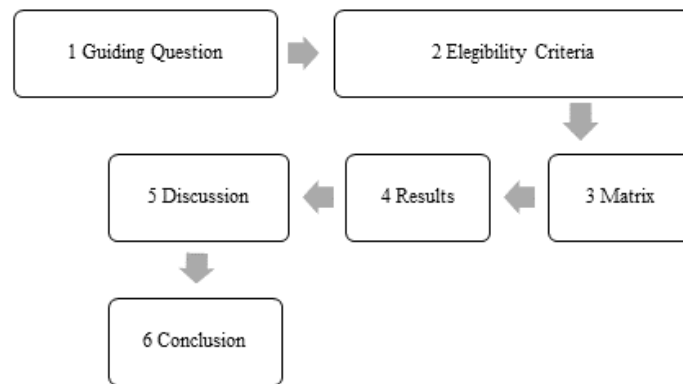 1 Guiding Question
2 Elegibility Criteria
3 Matrix
4 Results
5 Discussion
6 Conclusion